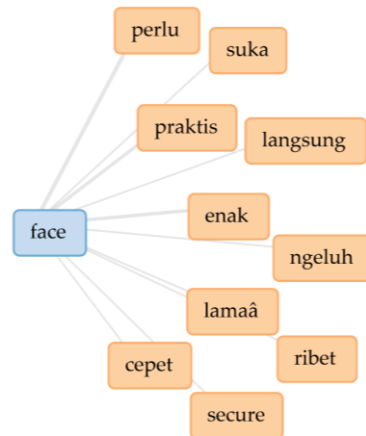 perlu
suka
praktis
langsung
enak
face
ngeluh
lamaâ
ribet
cepet
secure